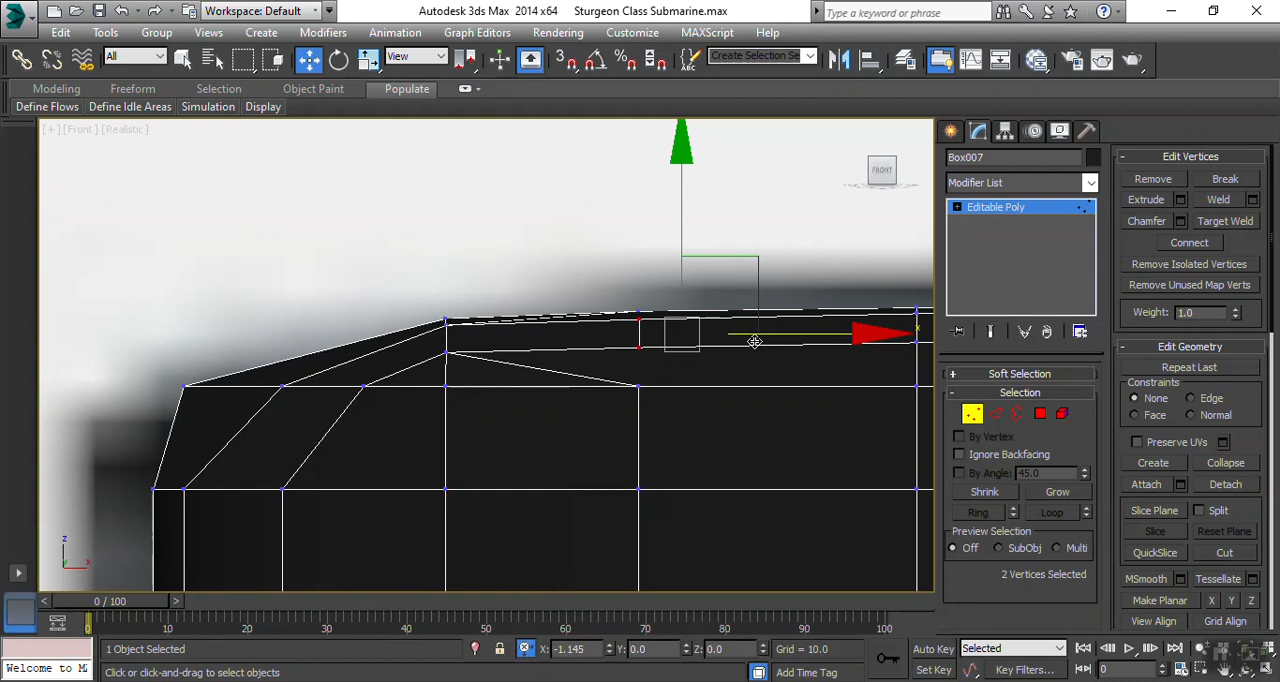 Workspace: Default
Autodesk 3ds Max 2014 x64 Sturgeon Class Submarine.max
Type a keyword or phrase
Edit Tools Group Views Create Modifiers Animation Graph Editors Rendering Customize MAXScript Help
All View 3 Create Selection Se
Modeling Freeform Selection Object Paint Populate
Define Flows Define Idle Areas Simulation Display
[ + ] [ Front ] [ Realistic ]
FRONT
x
z
y
x
Box007
Modifier List
Editable Poly
Soft Selection
Selection
By Vertex
Ignore Backfacing
By Angle: 45.0
Shrink Grow
Ring Loop
Preview Selection
Off SubObj Multi
2 Vertices Selected
Edit Vertices
Remove Break
Extrude Weld
Chamfer Target Weld
Connect
Remove Isolated Vertices
Remove Unused Map Verts
Weight: 1.0
Edit Geometry
Repeat Last
Constraints
None Edge
Face Normal
Preserve UVs
Create Collapse
Attach Detach
Slice Plane Split
Slice Reset Plane
QuickSlice Cut
MSmooth Tessellate
Make Planar X Y Z
View Align Grid Align
0 / 100
0 10 20 30 40 50 60 70 80 90 100
1 Object Selected X: -1.145 Y: 0.0 Z: 0.0 Grid = 10.0
Auto Key Selected
Welcome to M Click or click-and-drag to select objects Add Time Tag
Set Key Key Filters... 0